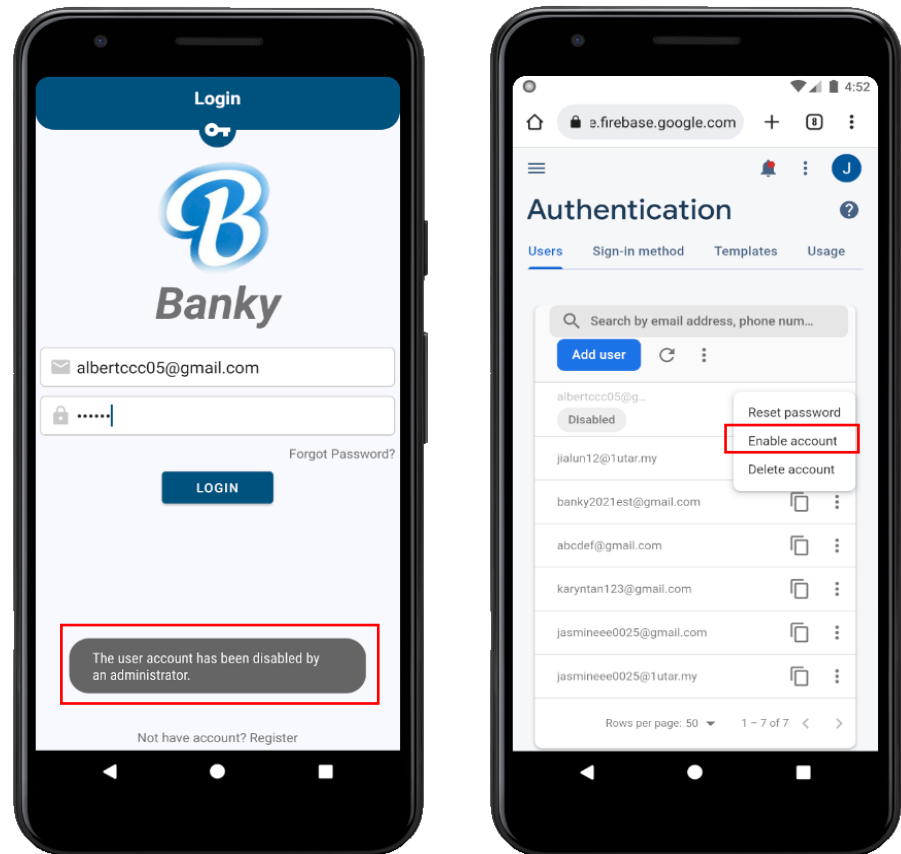 Login
B
Banky
albertccc05@gmail.com
••••••
Forgot Password?
LOGIN
The user account has been disabled by
an administrator.
Not have account? Register
4:52
e.firebase.google.com
8
J
Authentication
?
Users Sign-in method Templates Usage
Search by email address, phone num...
Add user
albertccc05@g...
Disabled
Reset password
Enable account
Delete account
jialun12@1utar.my
banky2021est@gmail.com
abcdef@gmail.com
karyntan123@gmail.com
jasmineee0025@gmail.com
jasmineee0025@1utar.my
Rows per page: 50 1 – 7 of 7